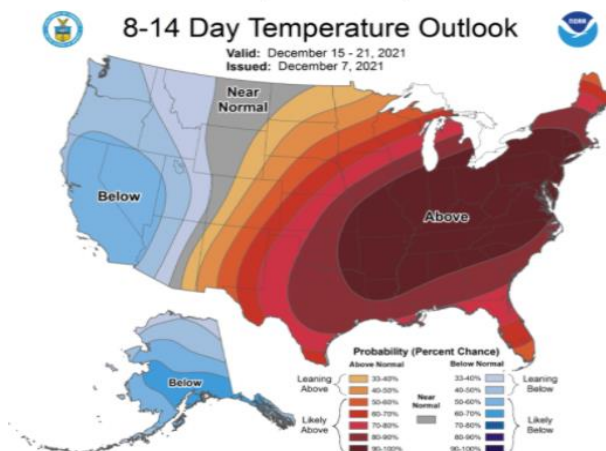 8-14 Day Temperature Outlook
Valid: December 15 - 21, 2021
Issued: December 7, 2021
NOAA
Near
Normal
Below
Above
Below
Probability (Percent Chance)
Above Normal
Below Normal
Leaning
Above
33-40%
40-50%
Near
Normal
33-40%
40-50%
Leaning
Below
Likely
Above
50-60%
60-70%
70-80%
80-90%
90-100%
50-60%
60-70%
70-80%
80-90%
90-100%
Likely
Below